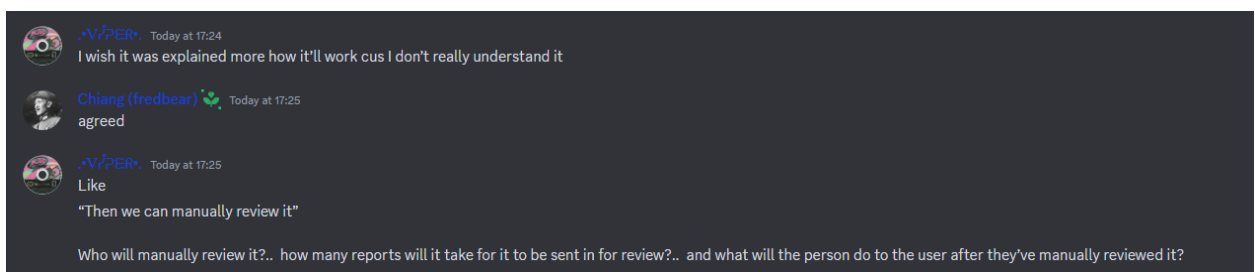 .•VrPER•. Today at 17:24
I wish it was explained more how it'll work cus I don't really understand it
Chiang (fredbear) Today at 17:25
agreed
.•VrPER•. Today at 17:25
Like
“Then we can manually review it”
Who will manually review it?.. how many reports will it take for it to be sent in for review?.. and what will the person do to the user after they've manually reviewed it?